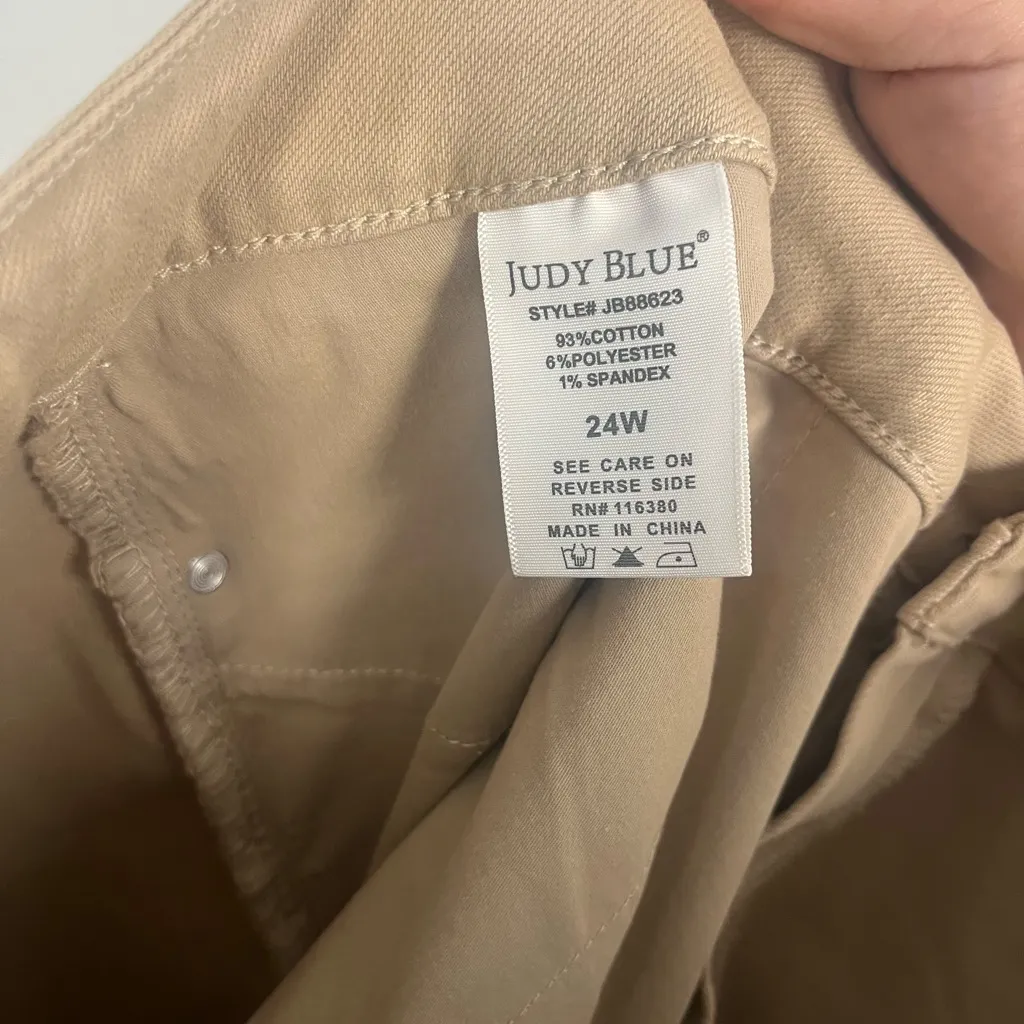 JUDY BLUE®
STYLE# JB88623
93%COTTON
6%POLYESTER
1% SPANDEX
24W
SEE CARE ON
REVERSE SIDE
RN# 116380
MADE IN CHINA